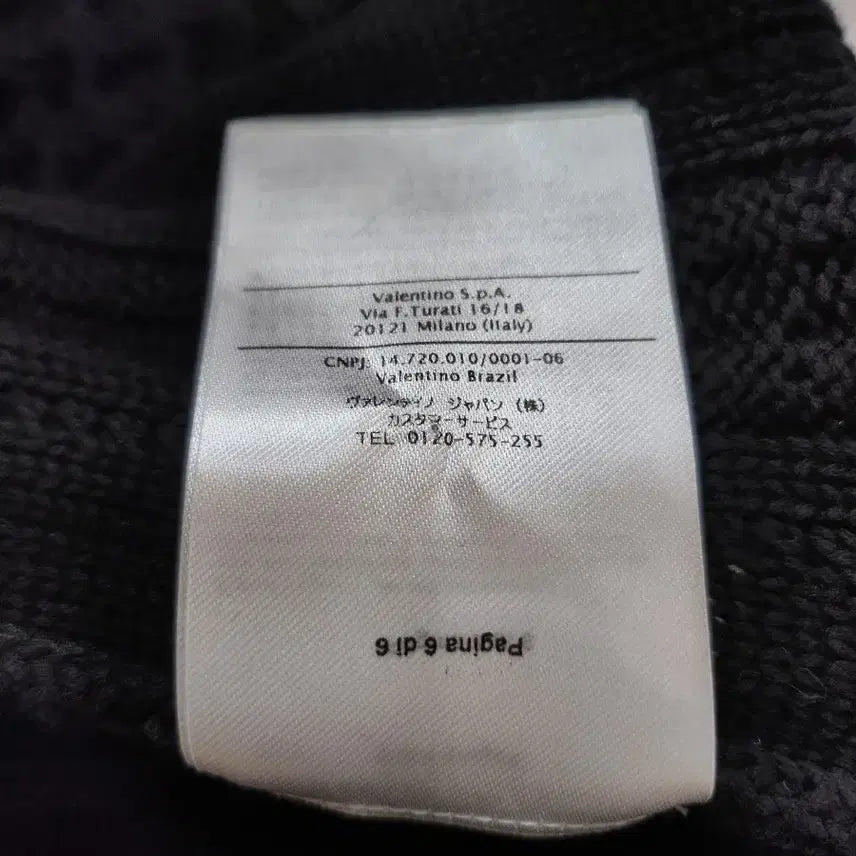 Valentino S.p.A.
Via F.Turati 16/18
20121 Milano (Italy)
CNPJ 14.720.010/0001-06
Valentino Brazil
ヴァレンティノ ジャパン (株)
カスタマーサービス
TEL 0120-575-255
Pagina 6 di 6